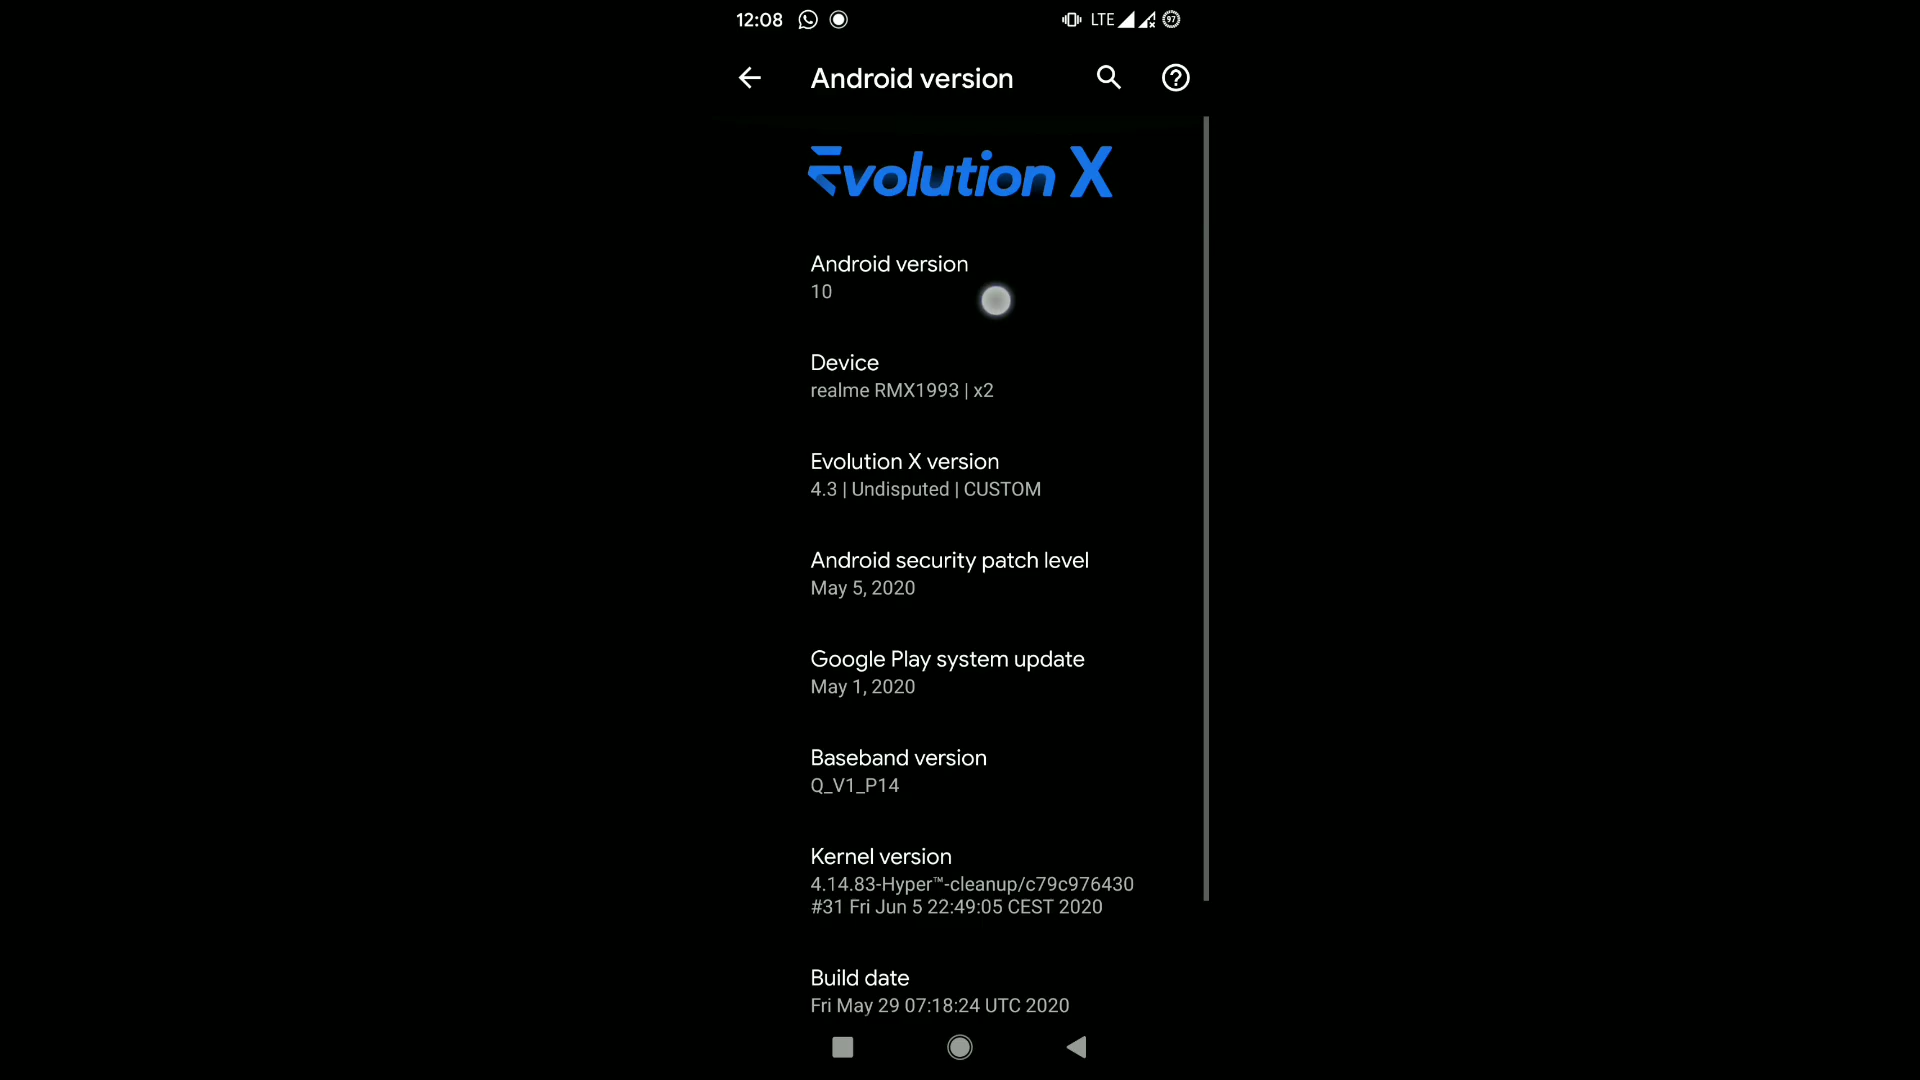 12:08 LTE 97
Android version
Evolution X
Android version
10
Device
realme RMX1993 | x2
Evolution X version
4.3 | Undisputed | CUSTOM
Android security patch level
May 5, 2020
Google Play system update
May 1, 2020
Baseband version
Q_V1_P14
Kernel version
4.14.83-Hyper™-cleanup/c79c976430
#31 Fri Jun 5 22:49:05 CEST 2020
Build date
Fri May 29 07:18:24 UTC 2020